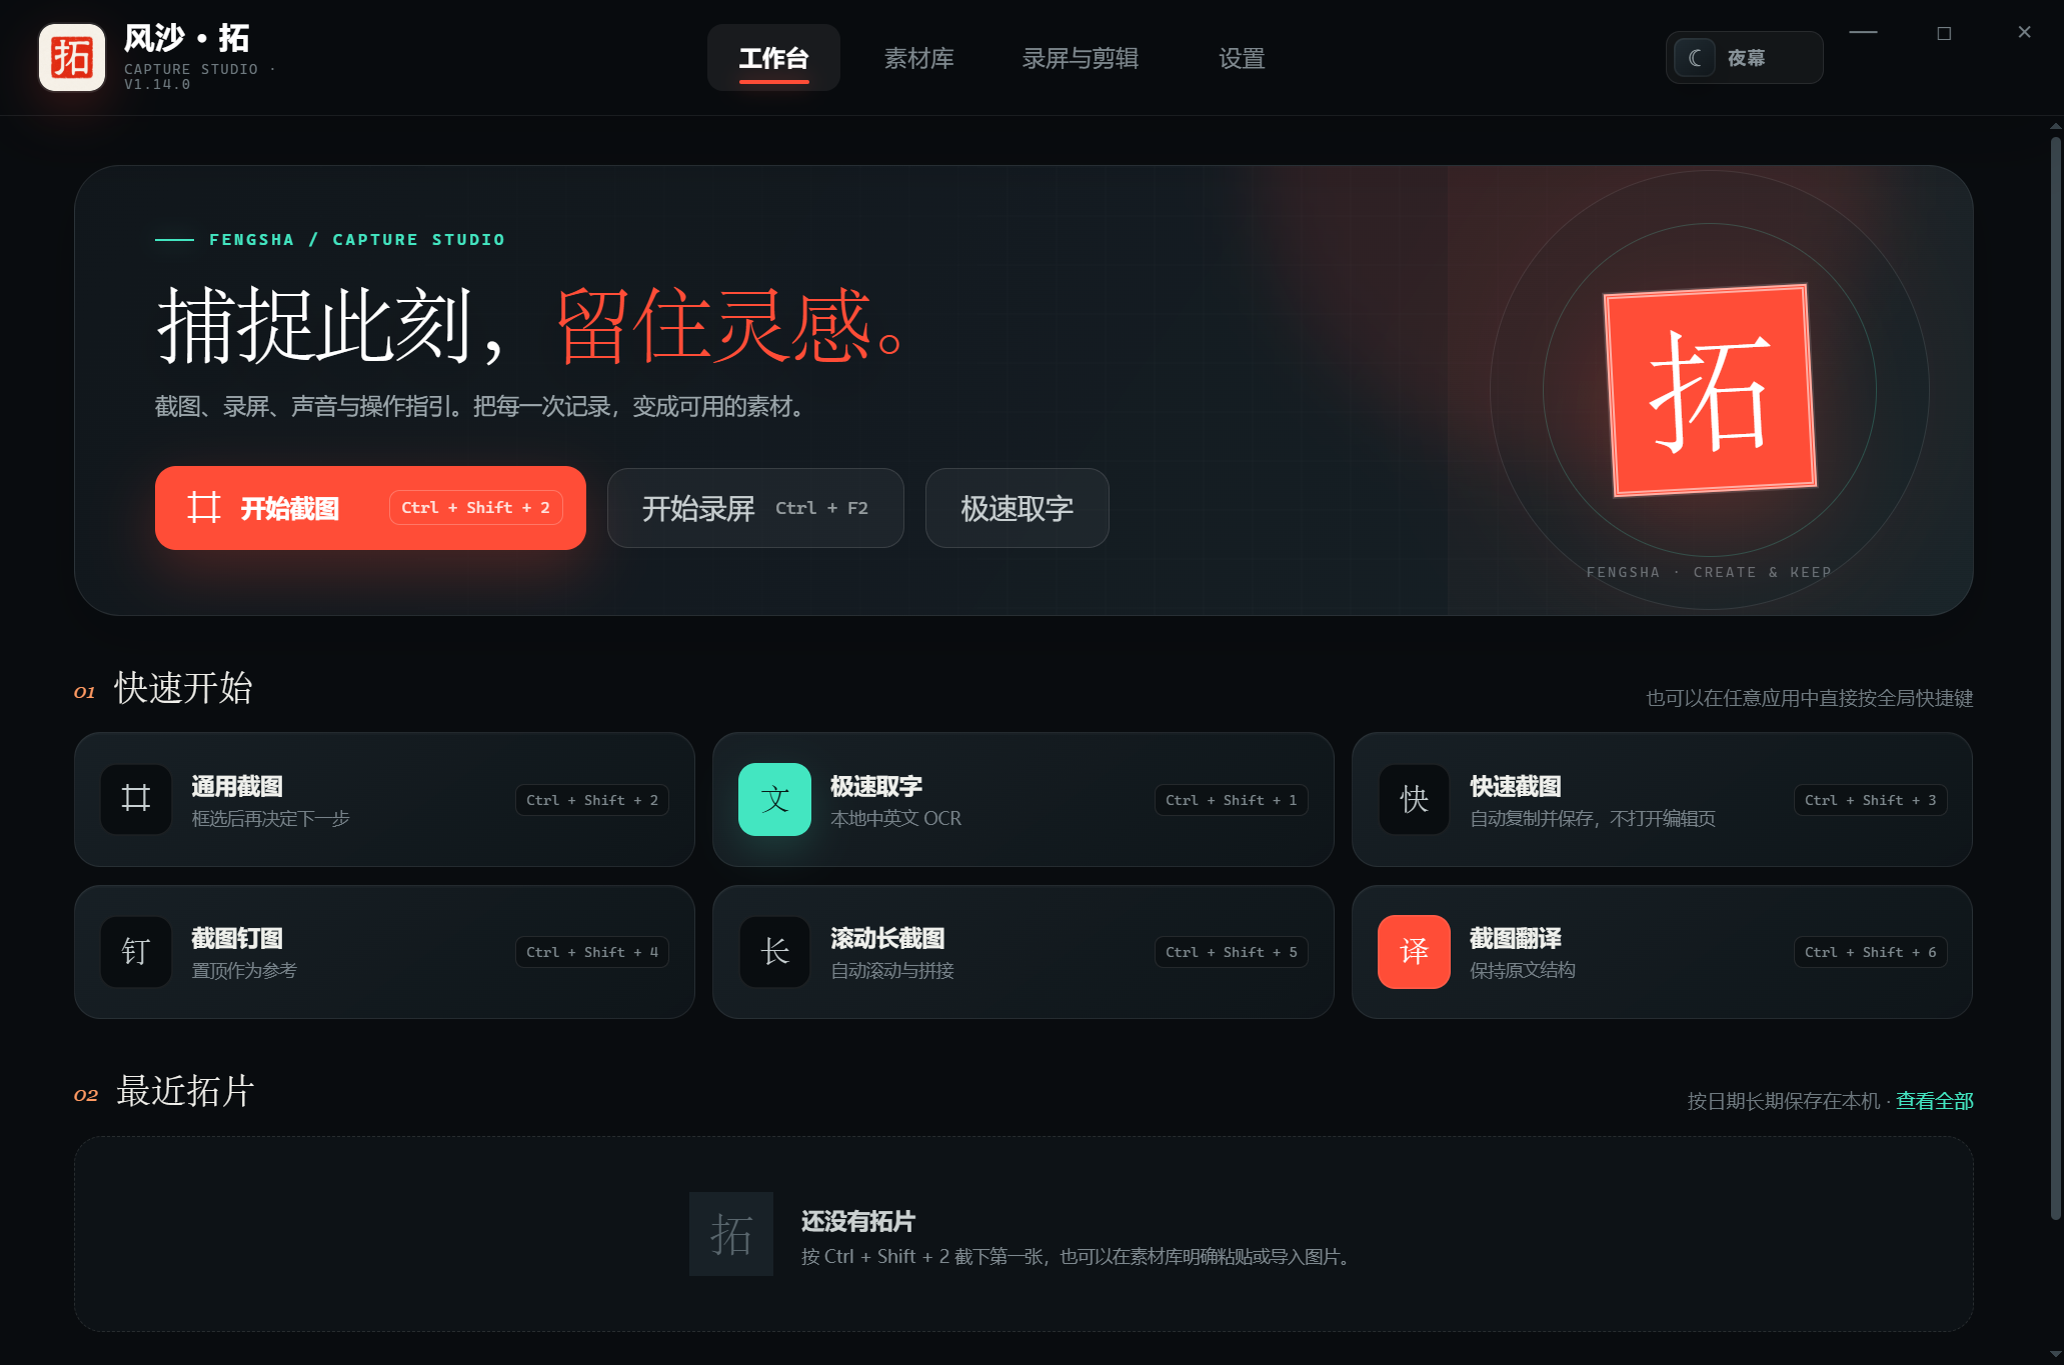 拓
风沙·拓
CAPTURE STUDIO ·
V1.14.0
工作台
素材库
录屏与剪辑
设置
夜幕
FENGSHA / CAPTURE STUDIO
捕捉此刻，留住灵感。
截图、录屏、声音与操作指引。把每一次记录，变成可用的素材。
开始截图 Ctrl + Shift + 2
开始录屏 Ctrl + F2
极速取字
拓
FENGSHA · CREATE & KEEP
01 快速开始
也可以在任意应用中直接按全局快捷键
通用截图
框选后再决定下一步
Ctrl + Shift + 2
文
极速取字
本地中英文 OCR
Ctrl + Shift + 1
快
快速截图
自动复制并保存，不打开编辑页
Ctrl + Shift + 3
钉
截图钉图
置顶作为参考
Ctrl + Shift + 4
长
滚动长截图
自动滚动与拼接
Ctrl + Shift + 5
译
截图翻译
保持原文结构
Ctrl + Shift + 6
02 最近拓片
按日期长期保存在本机 · 查看全部
拓
还没有拓片
按 Ctrl + Shift + 2 截下第一张，也可以在素材库明确粘贴或导入图片。